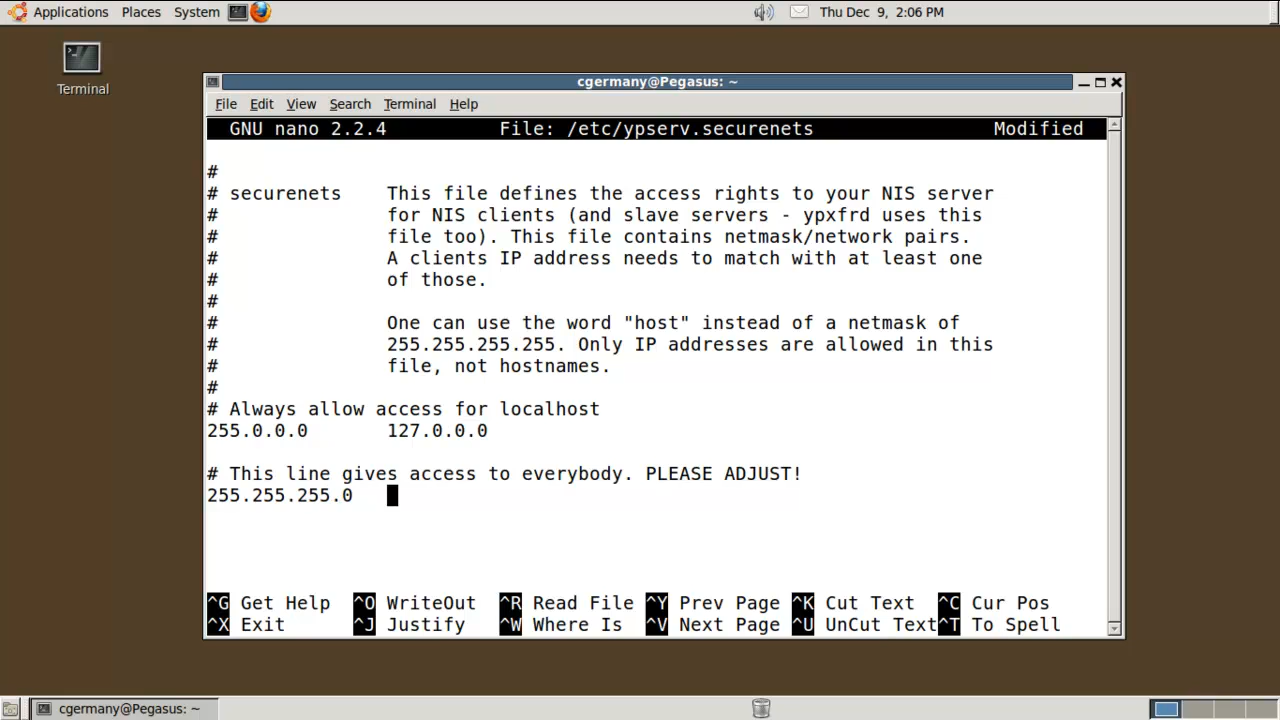 Applications Places System Thu Dec 9, 2:06 PM
Terminal
cgermany@Pegasus: ~
File Edit View Search Terminal Help
GNU nano 2.2.4 File: /etc/ypserv.securenets Modified
#
# securenets This file defines the access rights to your NIS server
# for NIS clients (and slave servers - ypxfrd uses this
# file too). This file contains netmask/network pairs.
# A clients IP address needs to match with at least one
# of those.
#
# One can use the word "host" instead of a netmask of
# 255.255.255.255. Only IP addresses are allowed in this
# file, not hostnames.
#
# Always allow access for localhost
255.0.0.0 127.0.0.0
# This line gives access to everybody. PLEASE ADJUST!
255.255.255.0
^G Get Help ^O WriteOut ^R Read File ^Y Prev Page ^K Cut Text ^C Cur Pos
^X Exit ^J Justify ^W Where Is ^V Next Page ^U UnCut Text ^T To Spell
cgermany@Pegasus: ~